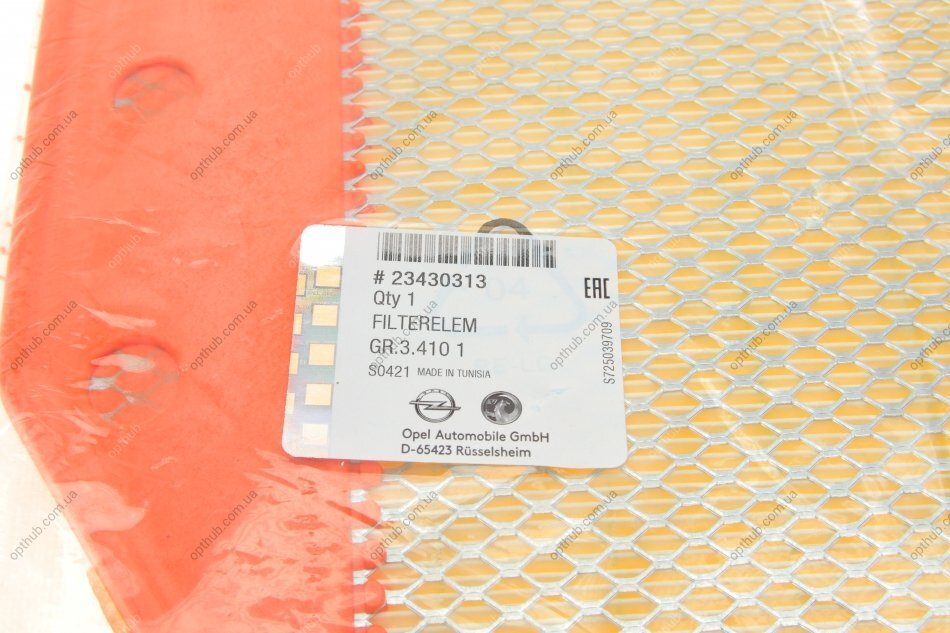 # 23430313
Qty 1
FILTERELEM
GR.3.410 1
S0421 MADE IN TUNISIA
Opel Automobile GmbH
D-65423 Rüsselsheim
EAC
S725039709
opthub.com.ua